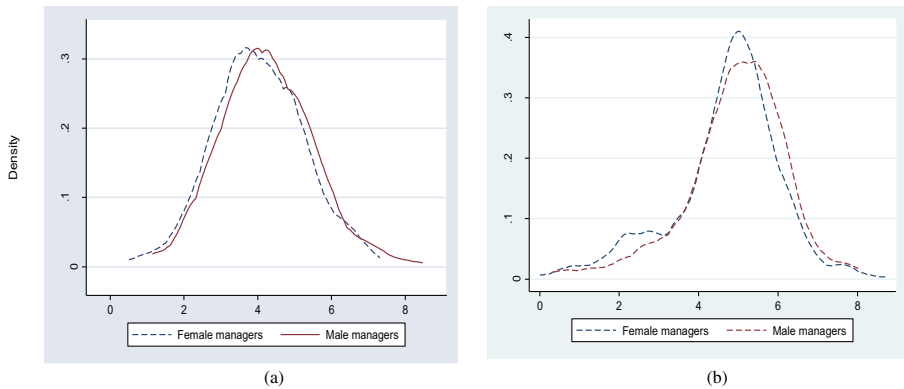 Density
.3
.2
.1
0
0 2 4 6 8
Female managers Male managers
(a)
.4
.3
.2
.1
0
0 2 4 6 8
Female managers Male managers
(b)